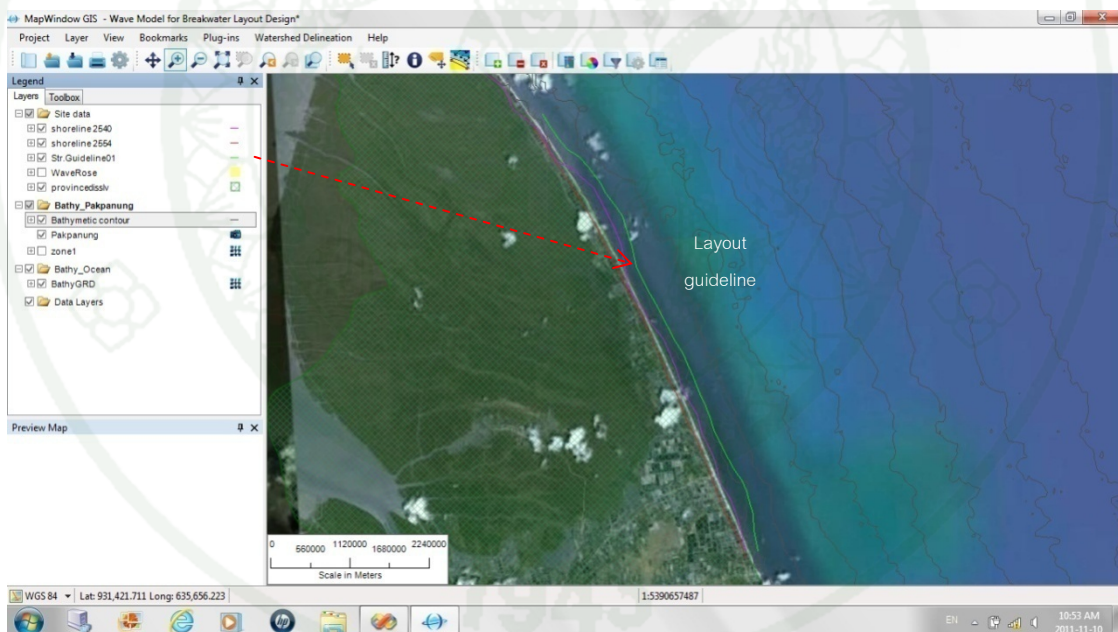 MapWindow GIS - Wave Model for Breakwater Layout Design*
Project Layer View Bookmarks Plug-ins Watershed Delineation Help
Legend
Layers Toolbox
Site data
shoreline 2540
shoreline 2554
Str.Guideline01
WaveRose
provincedisslv
Bathy_Pakpanung
Bathymetic contour
Pakpanung
zone1
Bathy_Ocean
BathyGRD
Data Layers
Preview Map
Layout
guideline
0 560000 1120000 1680000 2240000
Scale in Meters
WGS 84 Lat: 931,421.711 Long: 635,656.223 1:5390657487
hp
EN 10:53 AM
2011-11-10
1943